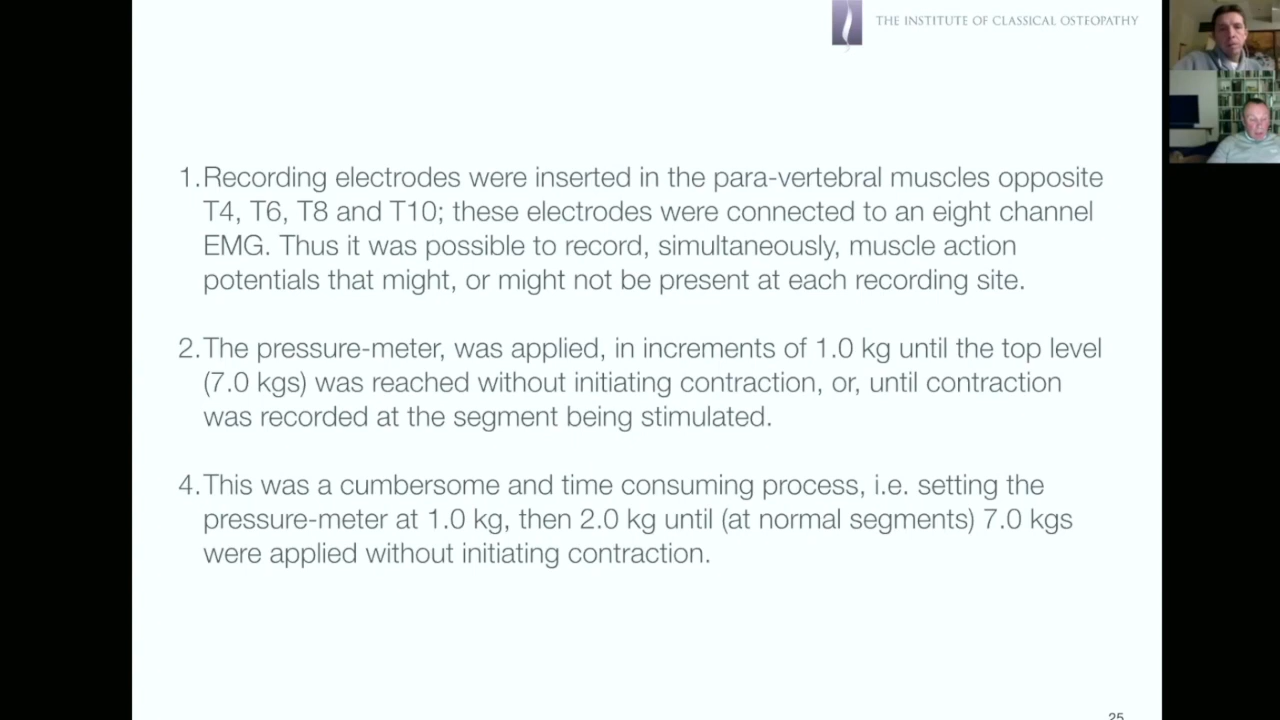 THE INSTITUTE OF CLASSICAL OSTEOPATHY
1. Recording electrodes were inserted in the para-vertebral muscles opposite
T4, T6, T8 and T10; these electrodes were connected to an eight channel
EMG. Thus it was possible to record, simultaneously, muscle action
potentials that might, or might not be present at each recording site.
2. The pressure-meter, was applied, in increments of 1.0 kg until the top level
(7.0 kgs) was reached without initiating contraction, or, until contraction
was recorded at the segment being stimulated.
4. This was a cumbersome and time consuming process, i.e. setting the
pressure-meter at 1.0 kg, then 2.0 kg until (at normal segments) 7.0 kgs
were applied without initiating contraction.
25